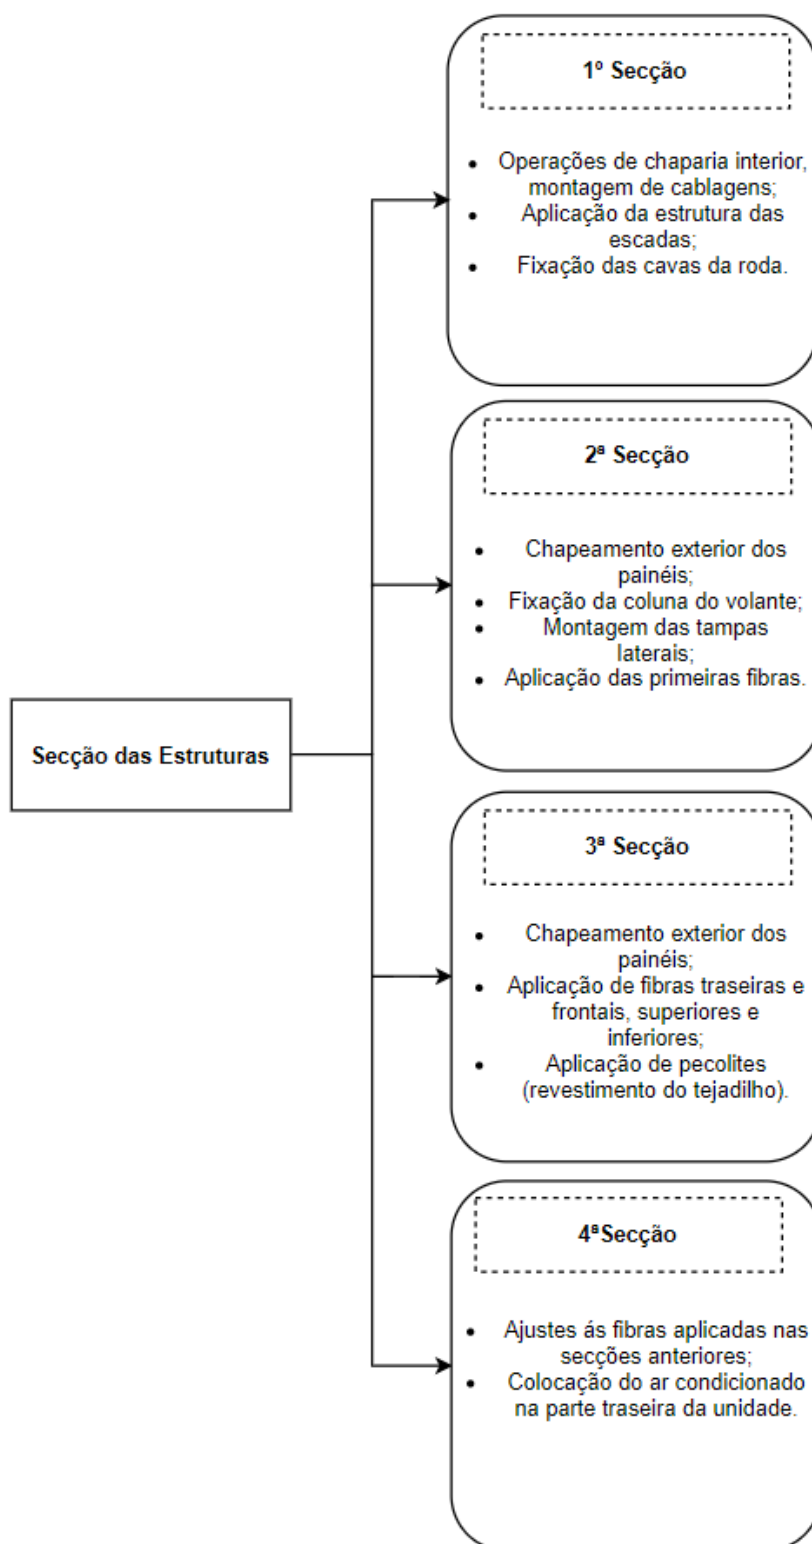 1º Secção
• Operações de chaparia interior,
montagem de cablagens;
• Aplicação da estrutura das
escadas;
• Fixação das cavas da roda.
2ª Secção
• Chapeamento exterior dos
painéis;
• Fixação da coluna do volante;
• Montagem das tampas
laterais;
• Aplicação das primeiras fibras.
Secção das Estruturas
3ª Secção
• Chapeamento exterior dos
painéis;
• Aplicação de fibras traseiras e
frontais, superiores e
inferiores;
• Aplicação de pecolites
(revestimento do tejadilho).
4ªSecção
• Ajustes ás fibras aplicadas nas
secções anteriores;
• Colocação do ar condicionado
na parte traseira da unidade.